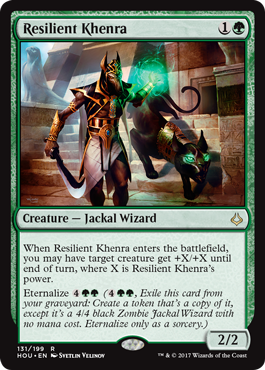 Resilient Khenra 1
Creature — Jackal Wizard
When Resilient Khenra enters the battlefield,
you may have target creature get +X/+X until
end of turn, where X is Resilient Khenra's
power.
Eternalize 4 (4, Exile this card from
your graveyard: Create a token that's a copy of it,
except it's a 4/4 black Zombie Jackal Wizard with
no mana cost. Eternalize only as a sorcery.)
2/2
131/199 R
HOU • EN Svetlin Velinov
™ & © 2017 Wizards of the Coast